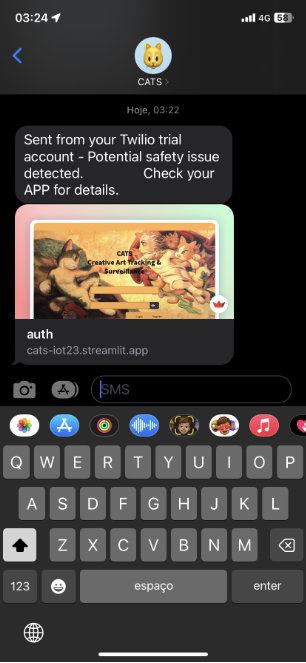 03:24
4G 58
CATS
Hoje, 03:22
Sent from your Twilio trial
account - Potential safety issue
detected. Check your
APP for details.
CATS
Creative Art Tracking &
Surveillance
auth
cats-iot23.streamlit.app
SMS
Q W E R T Y U I O P
A S D F G H J K L
Z X C V B N M
123 espaço enter